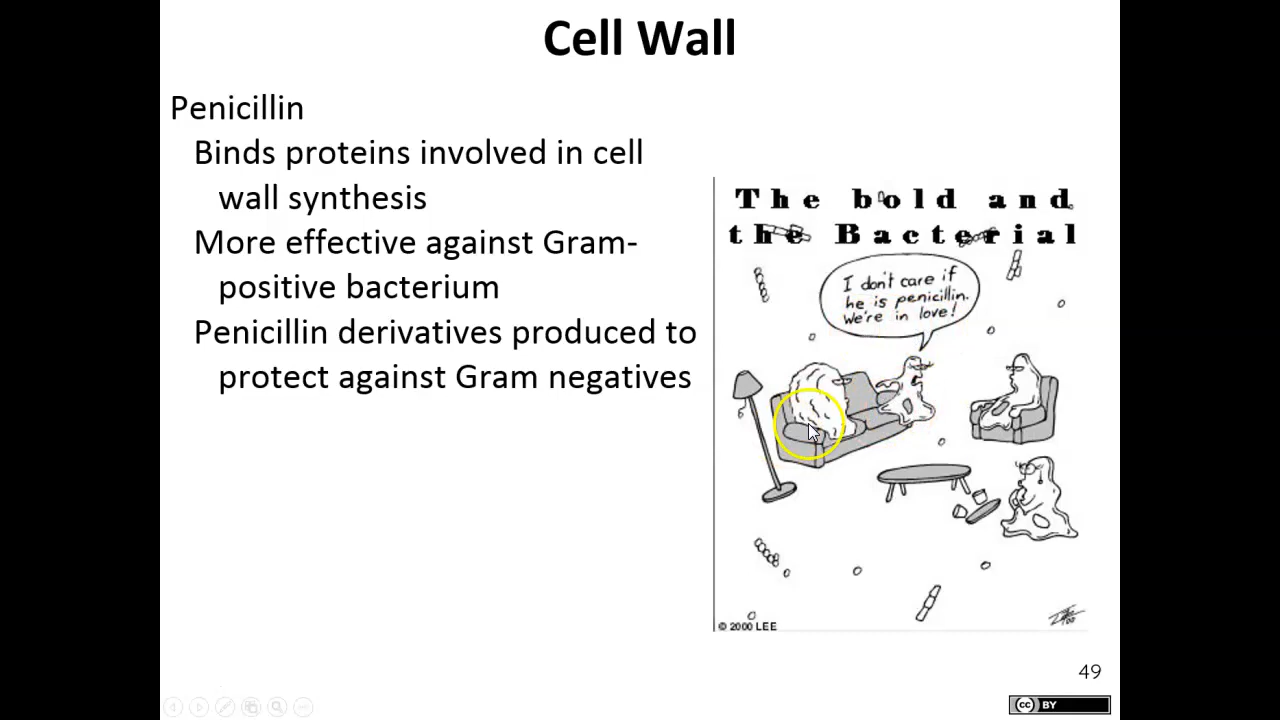 Cell Wall
Penicillin
Binds proteins involved in cell
wall synthesis
More effective against Gram-
positive bacterium
Penicillin derivatives produced to
protect against Gram negatives
The bold and
the Bacterial
I don't care if
he is penicillin.
We're in love!
© 2000 LEE
49
cc BY